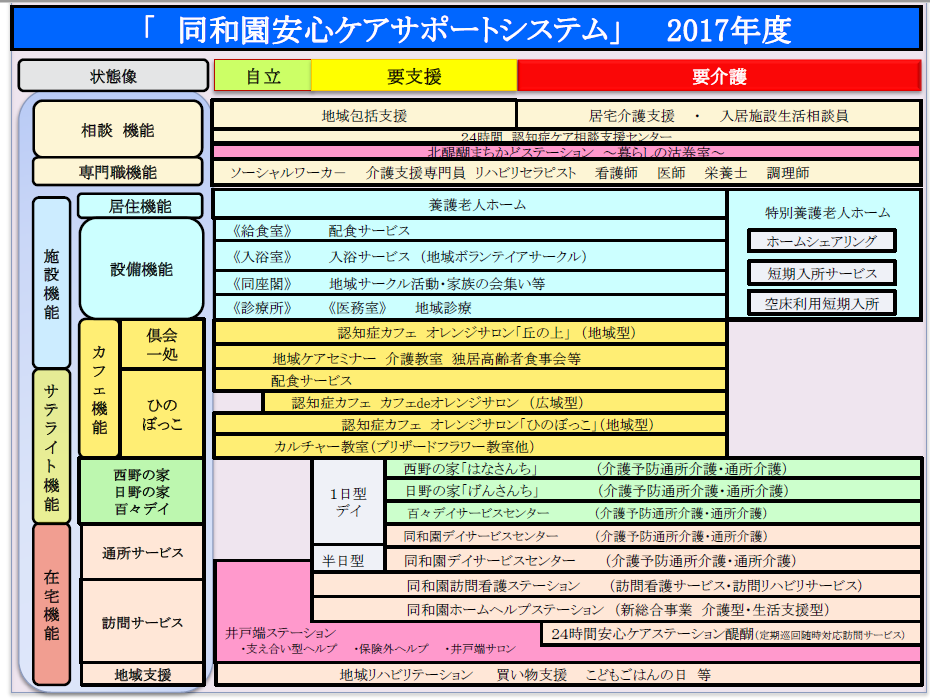 「 同和園安心ケアサポートシステム」 2017年度
状態像
自立
要支援
要介護
相談 機能
地域包括支援
居宅介護支援 ・ 入居施設生活相談員
24時間 認知症ケア相談支援センター
北醍醐まちかどステーション ～暮らしの活巻室～
専門職機能
ソーシャルワーカー 介護支援専門員 リハビリセラピスト 看護師 医師 栄養士 調理師
施設機能
居住機能
養護老人ホーム
特別養護老人ホーム
設備機能
《給食室》 配食サービス
《入浴室》 入浴サービス（地域ボランテイアサークル）
《同座閣》 地域サークル活動・家族の会集い等
《診療所》 《医務室》 地域診療
ホームシェアリング
短期入所サービス
空床利用短期入所
サテライト機能
カフェ機能
倶会
一処
認知症カフェ オレンジサロン「丘の上」（地域型）
地域ケアセミナー 介護教室 独居高齢者食事会等
ひの
ぼっこ
配食サービス
認知症カフェ カフェdeオレンジサロン （広域型）
認知症カフェ オレンジサロン「ひのぼっこ」（地域型）
カルチャー教室（ブリザードフラワー教室他）
西野の家
日野の家
百々デイ
1日型
デイ
西野の家「はなさんち」 （介護予防通所介護・通所介護）
日野の家「げんさんち」 （介護予防通所介護・通所介護）
百々デイサービスセンター （介護予防通所介護・通所介護）
在宅機能
通所サービス
同和園デイサービスセンター （介護予防通所介護・通所介護）
半日型
同和園デイサービスセンター （介護予防通所介護・通所介護）
訪問サービス
同和園訪問看護ステーション （訪問看護サービス・訪問リハビリサービス）
同和園ホームヘルプステーション （新総合事業 介護型・生活支援型）
井戸端ステーション
・支え合い型ヘルプ ・保険外ヘルプ ・井戸端サロン
24時間安心ケアステーション醍醐（定期巡回随時対応訪問サービス）
地域支援
地域リハビリテーション 買い物支援 こどもごはんの日 等